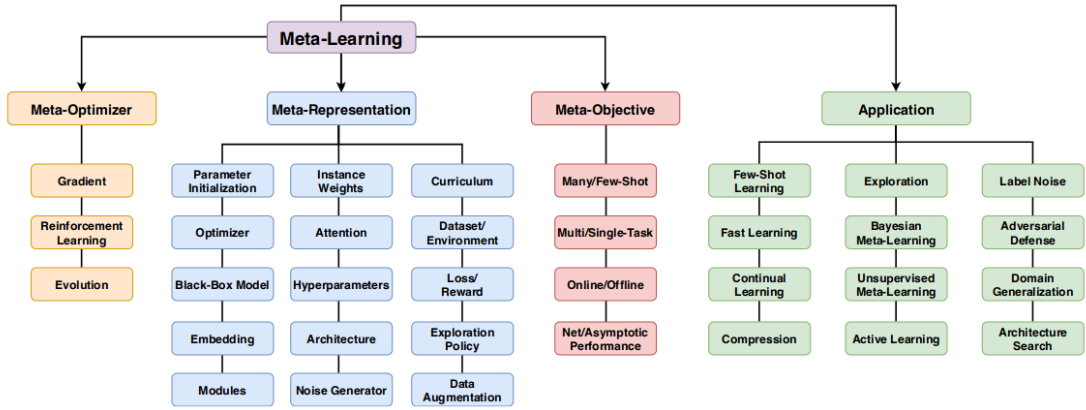 Meta-Learning
Meta-Optimizer
Meta-Representation
Meta-Objective
Application
Gradient
Reinforcement
Learning
Evolution
Parameter
Initialization
Optimizer
Black-Box Model
Embedding
Modules
Instance
Weights
Attention
Hyperparameters
Architecture
Noise Generator
Curriculum
Dataset/
Environment
Loss/
Reward
Exploration
Policy
Data
Augmentation
Many/Few-Shot
Multi/Single-Task
Online/Offline
Net/Asymptotic
Performance
Few-Shot
Learning
Fast Learning
Continual
Learning
Compression
Exploration
Bayesian
Meta-Learning
Unsupervised
Meta-Learning
Active Learning
Label Noise
Adversarial
Defense
Domain
Generalization
Architecture
Search